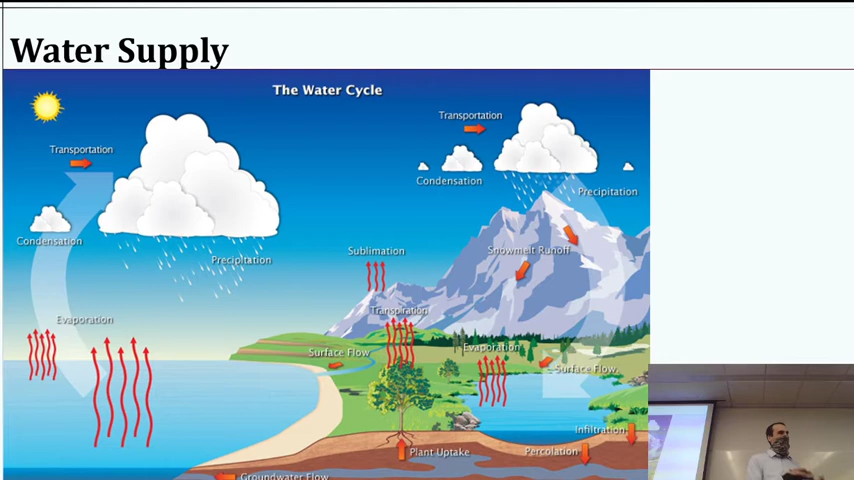 Water Supply
The Water Cycle
Transportation
Transportation
Condensation
Precipitation
Condensation
Precipitation
Sublimation
Snowmelt Runoff
Transpiration
Evaporation
Surface Flow
Evaporation
Surface Flow
Infiltration
Plant Uptake
Percolation
Groundwater Flow